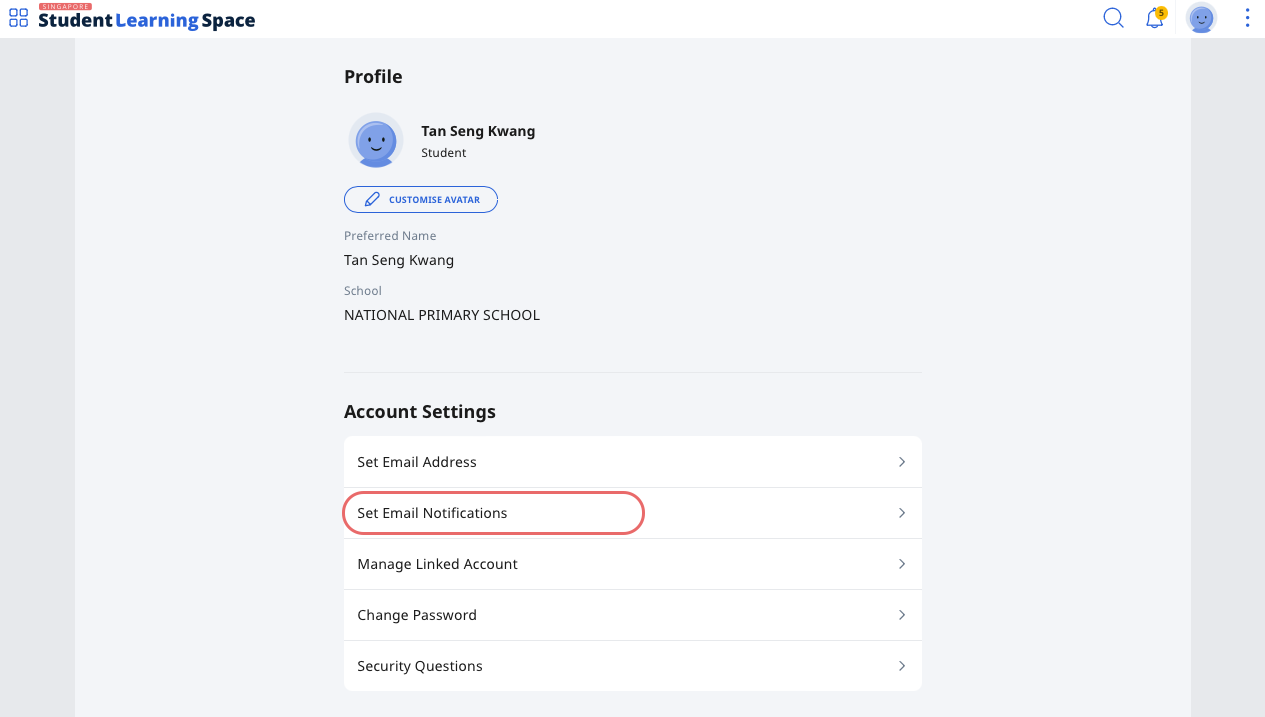 SINGAPORE
Student Learning Space
5
Profile
Tan Seng Kwang
Student
CUSTOMISE AVATAR
Preferred Name
Tan Seng Kwang
School
NATIONAL PRIMARY SCHOOL
Account Settings
Set Email Address
Set Email Notifications
Manage Linked Account
Change Password
Security Questions